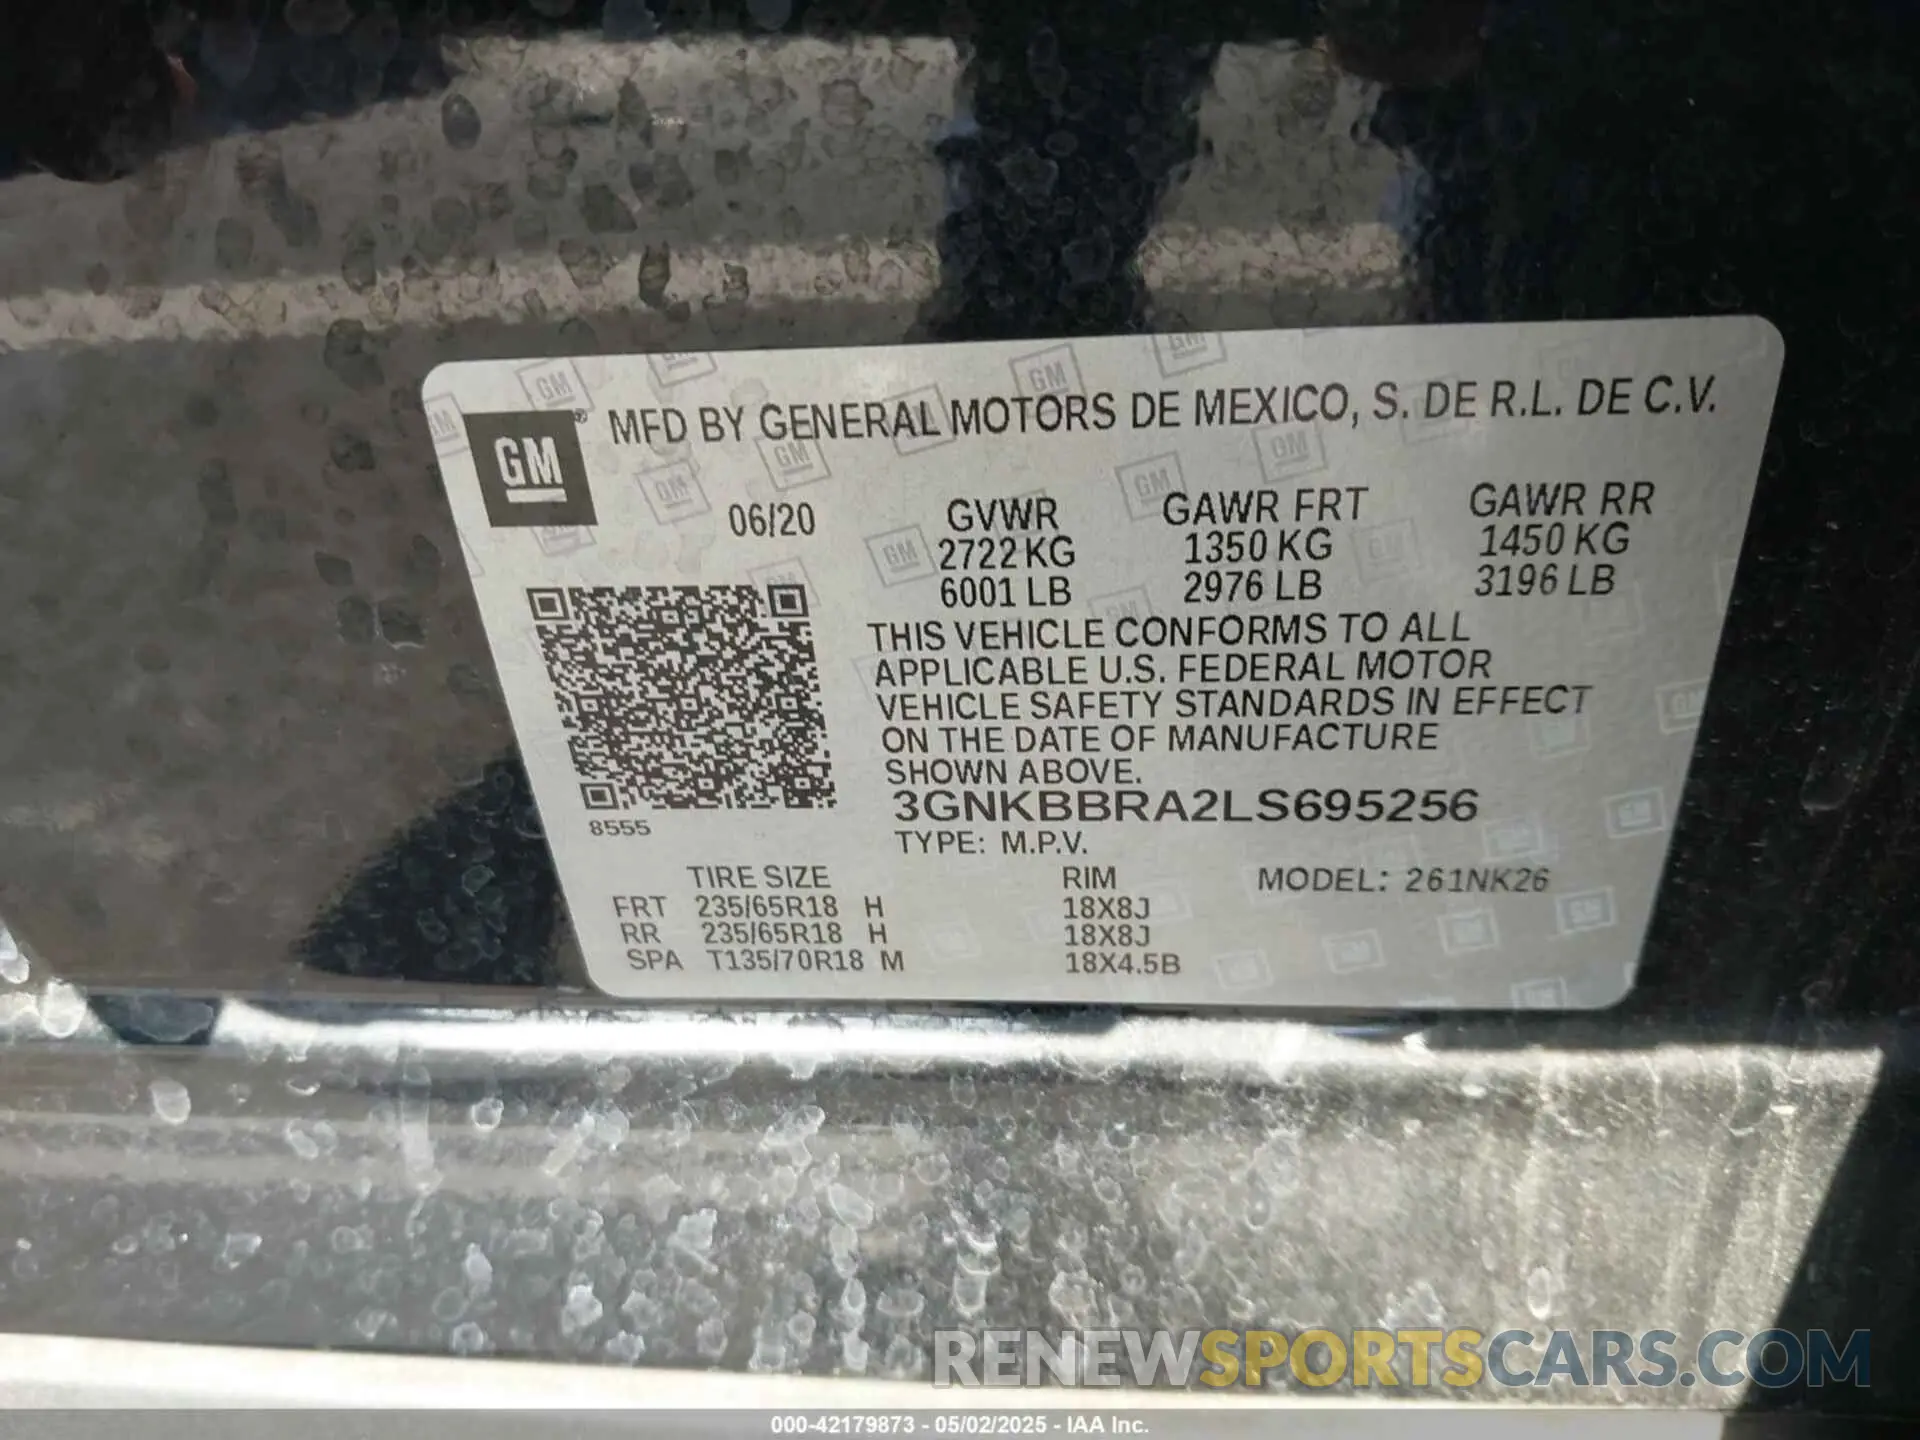 GM® MFD BY GENERAL MOTORS DE MEXICO, S. DE R.L. DE C.V.
06/20 GVWR GAWR FRT GAWR RR
2722 KG 1350 KG 1450 KG
6001 LB 2976 LB 3196 LB
THIS VEHICLE CONFORMS TO ALL
APPLICABLE U.S. FEDERAL MOTOR
VEHICLE SAFETY STANDARDS IN EFFECT
ON THE DATE OF MANUFACTURE
SHOWN ABOVE.
3GNKBBRA2LS695256
8555
TYPE: M.P.V.
TIRE SIZE RIM MODEL: 261NK26
FRT 235/65R18 H 18X8J
RR 235/65R18 H 18X8J
SPA T135/70R18 M 18X4.5B
RENEWSPORTSCARS.COM
000-42179873 - 05/02/2025 - IAA Inc.